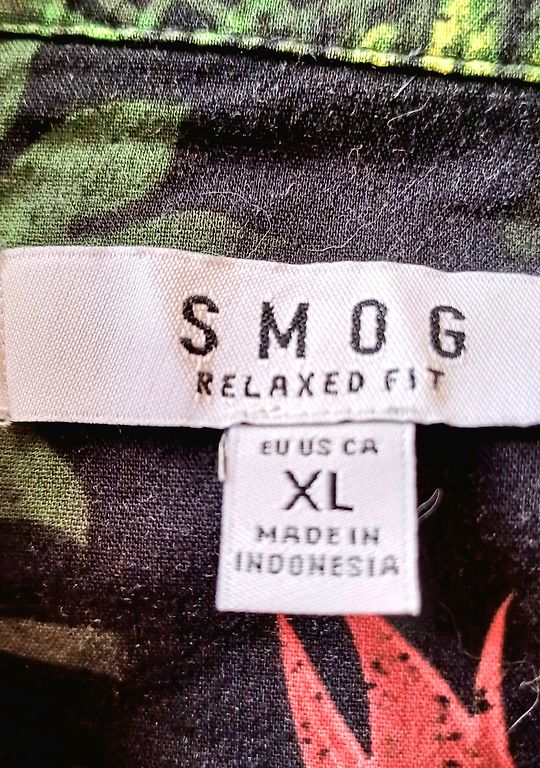 SMOG
RELAXED FIT
EU US CA
XL
MADE IN
INDONESIA